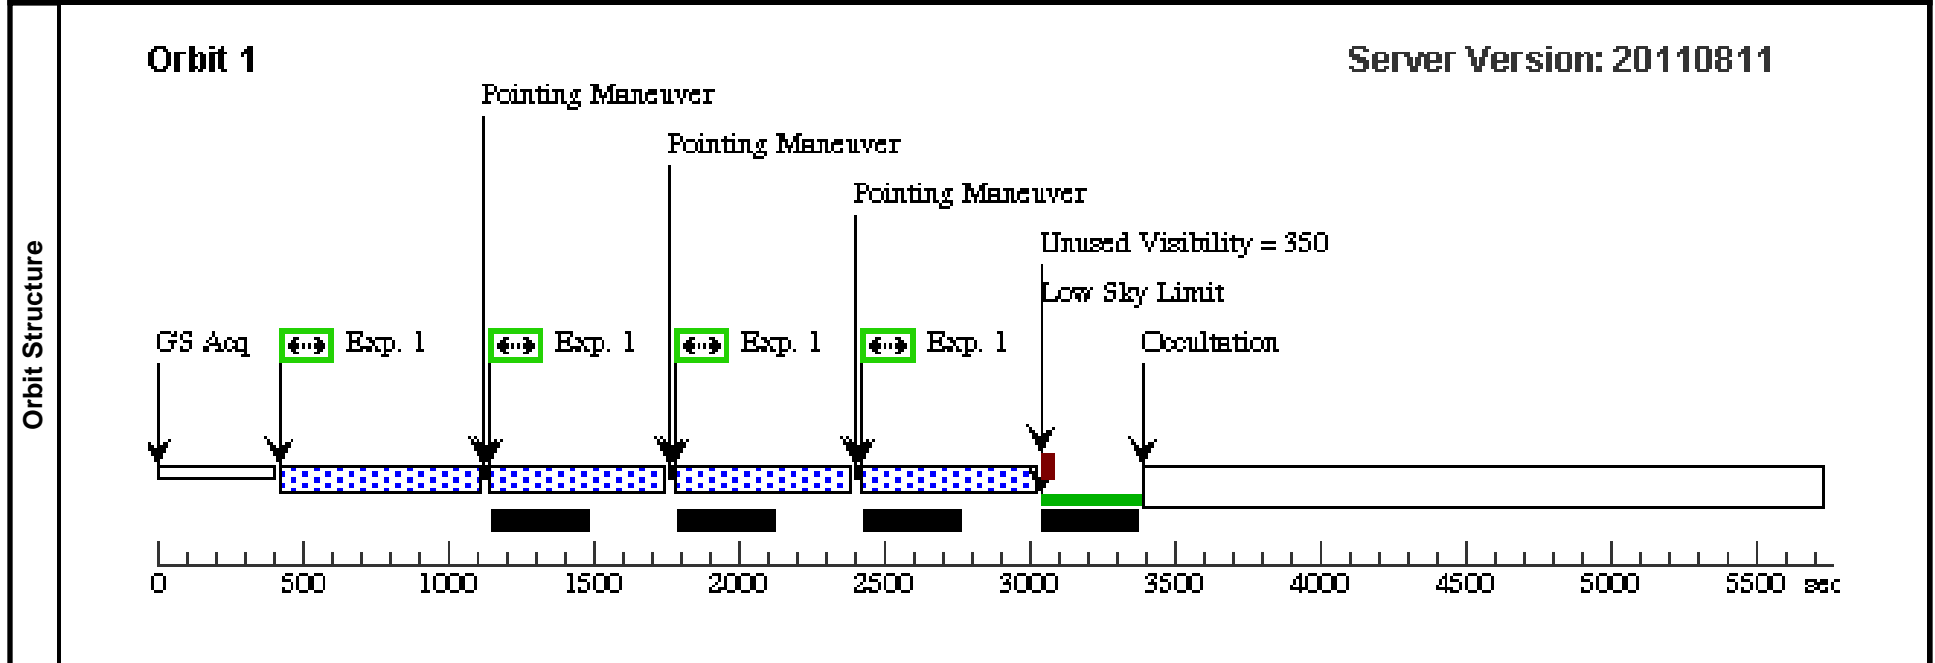 Orbit Structure
Orbit 1
Server Version: 20110811
Pointing Maneuver
Pointing Maneuver
Pointing Maneuver
Unused Visibility = 350
Low Sky Limit
GS Acq
Exp. 1
Exp. 1
Exp. 1
Exp. 1
Occultation
0 500 1000 1500 2000 2500 3000 3500 4000 4500 5000 5500 sec